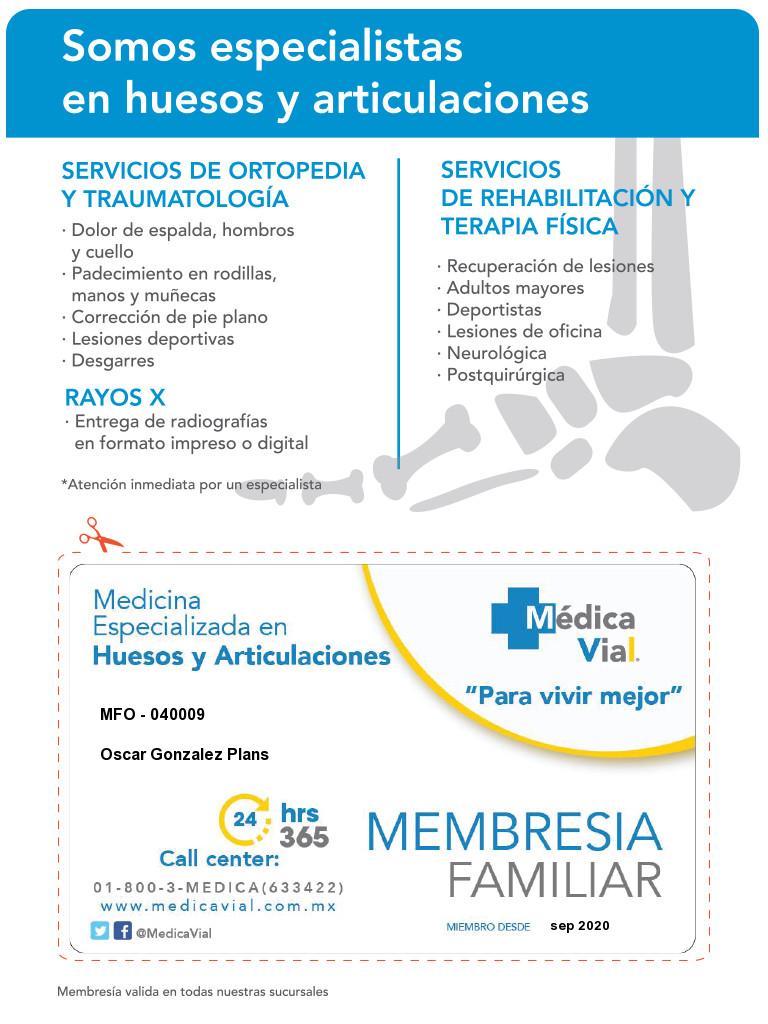 Somos especialistas
en huesos y articulaciones
SERVICIOS DE ORTOPEDIA
Y TRAUMATOLOGÍA
· Dolor de espalda, hombros
y cuello
· Padecimiento en rodillas,
manos y muñecas
· Corrección de pie plano
· Lesiones deportivas
· Desgarres
RAYOS X
· Entrega de radiografías
en formato impreso o digital
*Atención inmediata por un especialista
SERVICIOS
DE REHABILITACIÓN Y
TERAPIA FÍSICA
· Recuperación de lesiones
· Adultos mayores
· Deportistas
· Lesiones de oficina
· Neurológica
· Postquirúrgica
Medicina
Especializada en
Huesos y Articulaciones
Médica
Vial.
“Para vivir mejor”
MFO - 040009
Oscar Gonzalez Plans
24 hrs
365
Call center:
01-800-3-MEDICA(633422)
www.medicavial.com.mx
@MedicaVial
MEMBRESIA
FAMILIAR
MIEMBRO DESDE sep 2020
Membresía valida en todas nuestras sucursales